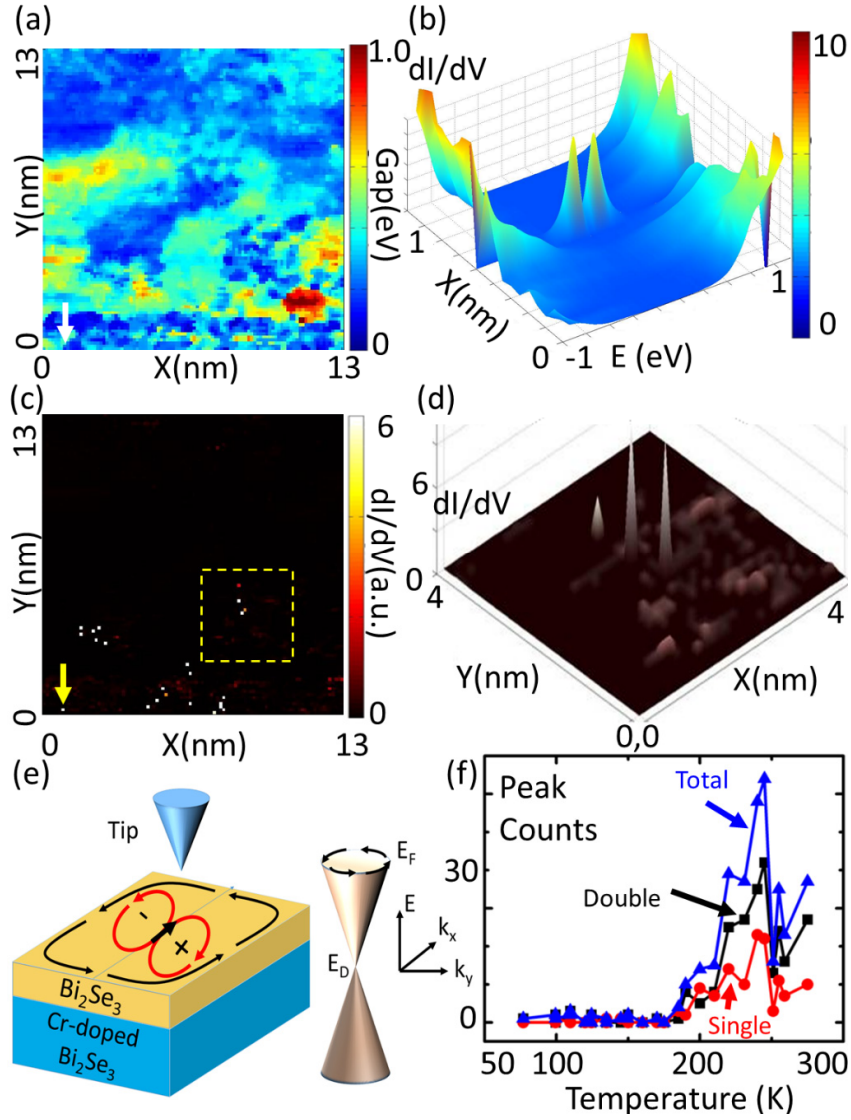 (a)
13
Y(nm)
0
0
X(nm)
13
1.0
Gap(eV)
0
(b)
dI/dV
1
X(nm)
0
-1
E (eV)
1
10
0
(c)
13
Y(nm)
0
0
X(nm)
13
6
dI/dV(a.u.)
0
(d)
6
dI/dV
0
4
Y(nm)
0,0
X(nm)
4
(e)
Tip
-
+
Bi₂Se₃
Cr-doped
Bi₂Se₃
E_F
E_D
E
k_x
k_y
(f)
Peak
Counts
Total
Double
Single
30
0
50
100
200
300
Temperature (K)